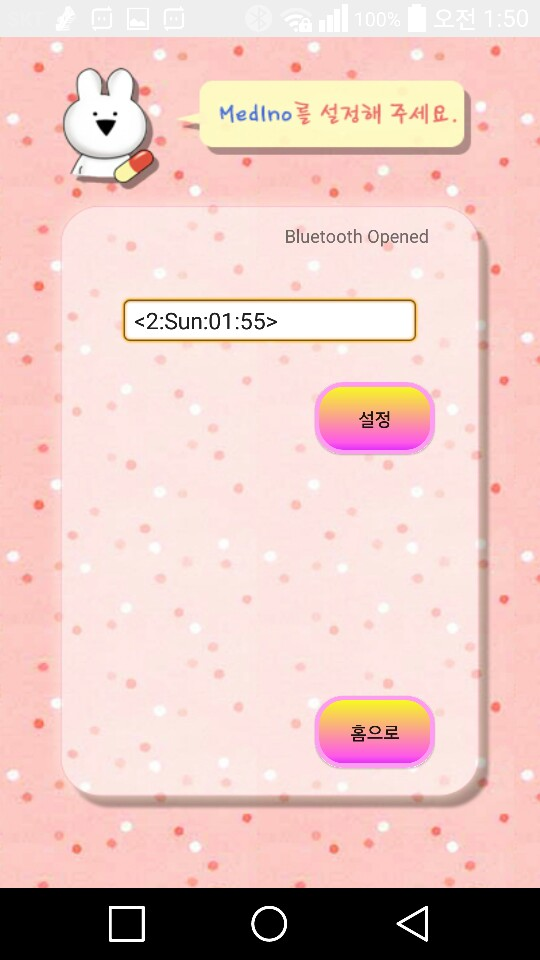 100% 오전 1:50
MedIno를 설정해 주세요.
Bluetooth Opened
<2:Sun:01:55>
설정
홈으로